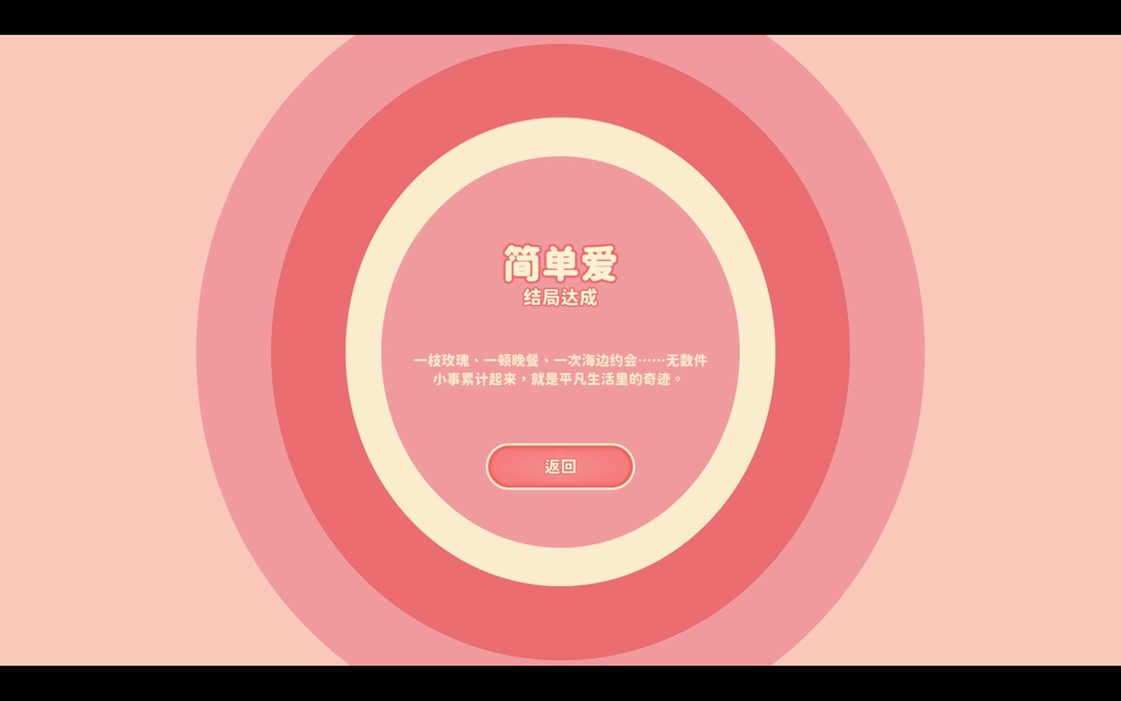 简单爱
结局达成
一枝玫瑰、一顿晚餐、一次海边约会……无数件
小事累计起来，就是平凡生活里的奇迹。
返回